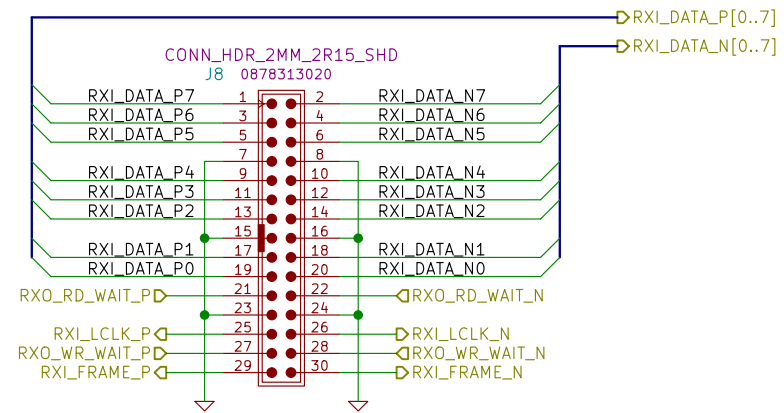 RXI_DATA_P[0..7]
RXI_DATA_N[0..7]
CONN_HDR_2MM_2R15_SHD
J8 0878313020
RXI_DATA_P7 1 2 RXI_DATA_N7
RXI_DATA_P6 3 4 RXI_DATA_N6
RXI_DATA_P5 5 6 RXI_DATA_N5
7 8
RXI_DATA_P4 9 10 RXI_DATA_N4
RXI_DATA_P3 11 12 RXI_DATA_N3
RXI_DATA_P2 13 14 RXI_DATA_N2
15 16
RXI_DATA_P1 17 18 RXI_DATA_N1
RXI_DATA_P0 19 20 RXI_DATA_N0
RXO_RD_WAIT_P 21 22 RXO_RD_WAIT_N
23 24
RXI_LCLK_P 25 26 RXI_LCLK_N
RXO_WR_WAIT_P 27 28 RXO_WR_WAIT_N
RXI_FRAME_P 29 30 RXI_FRAME_N